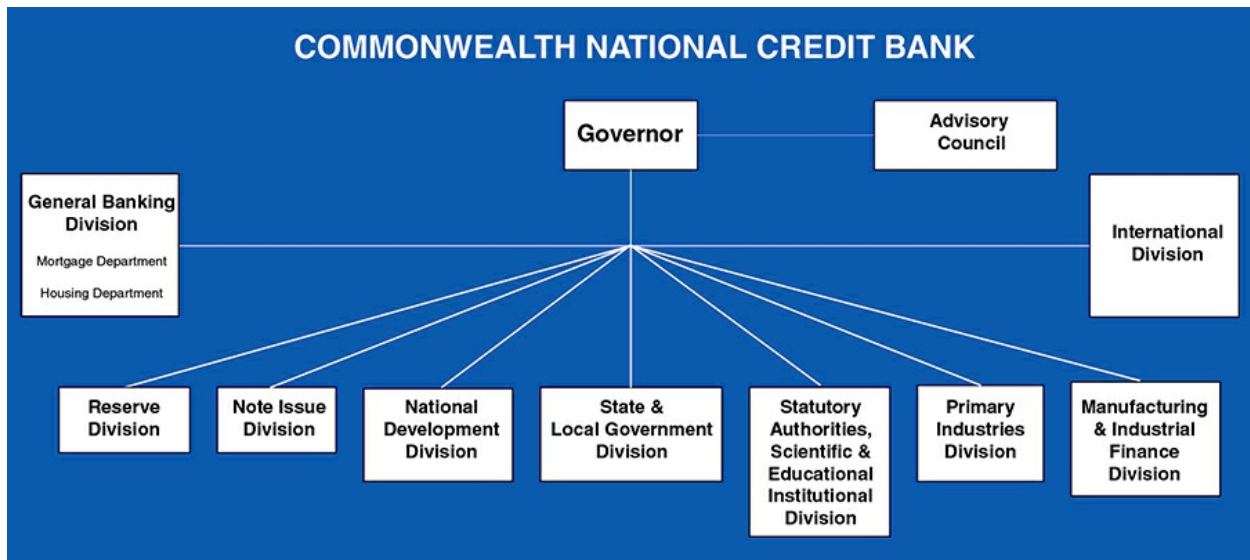 COMMONWEALTH NATIONAL CREDIT BANK
Governor
Advisory
Council
General Banking
Division
Mortgage Department
Housing Department
International
Division
Reserve
Division
Note Issue
Division
National
Development
Division
State &
Local Government
Division
Statutory
Authorities,
Scientific &
Educational
Institutional
Division
Primary
Industries
Division
Manufacturing
& Industrial
Finance
Division